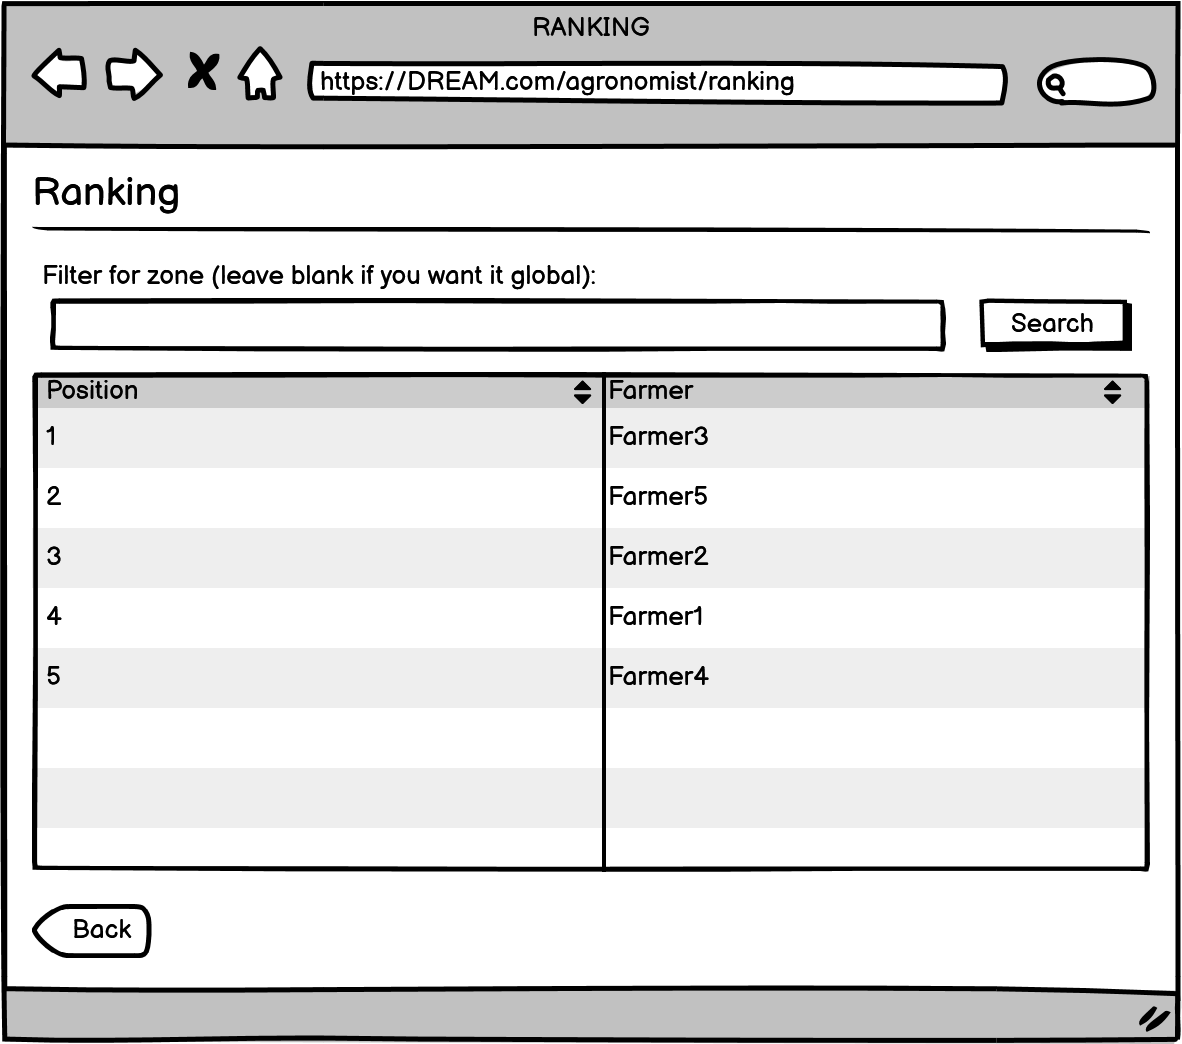 RANKING
https://DREAM.com/agronomist/ranking
Ranking
Filter for zone (leave blank if you want it global):
Search
Position Farmer
1 Farmer3
2 Farmer5
3 Farmer2
4 Farmer1
5 Farmer4
Back